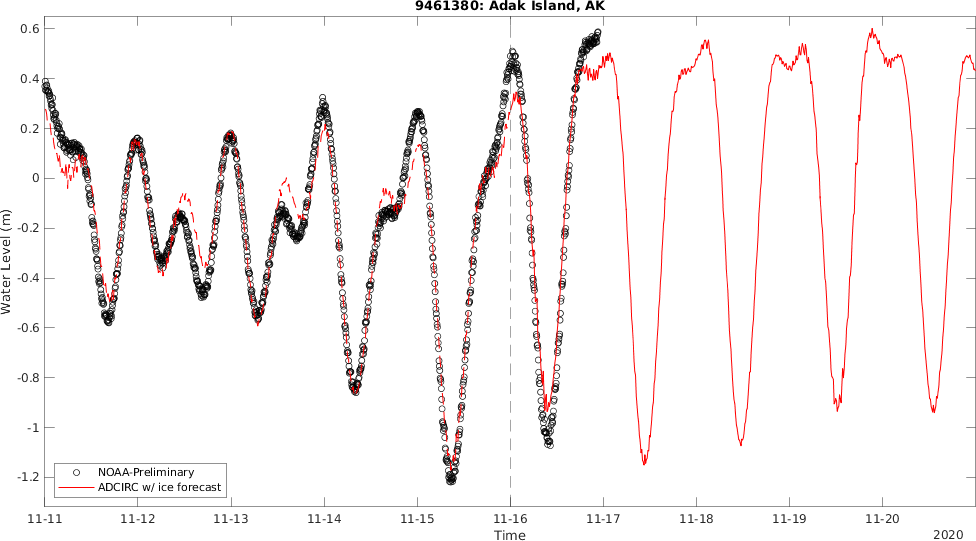 9461380: Adak Island, AK
0.6
0.4
0.2
0
-0.2
-0.4
-0.6
-0.8
-1
-1.2
Water Level (m)
NOAA-Preliminary
ADCIRC w/ ice forecast
11-11 11-12 11-13 11-14 11-15 11-16 11-17 11-18 11-19 11-20
Time
2020